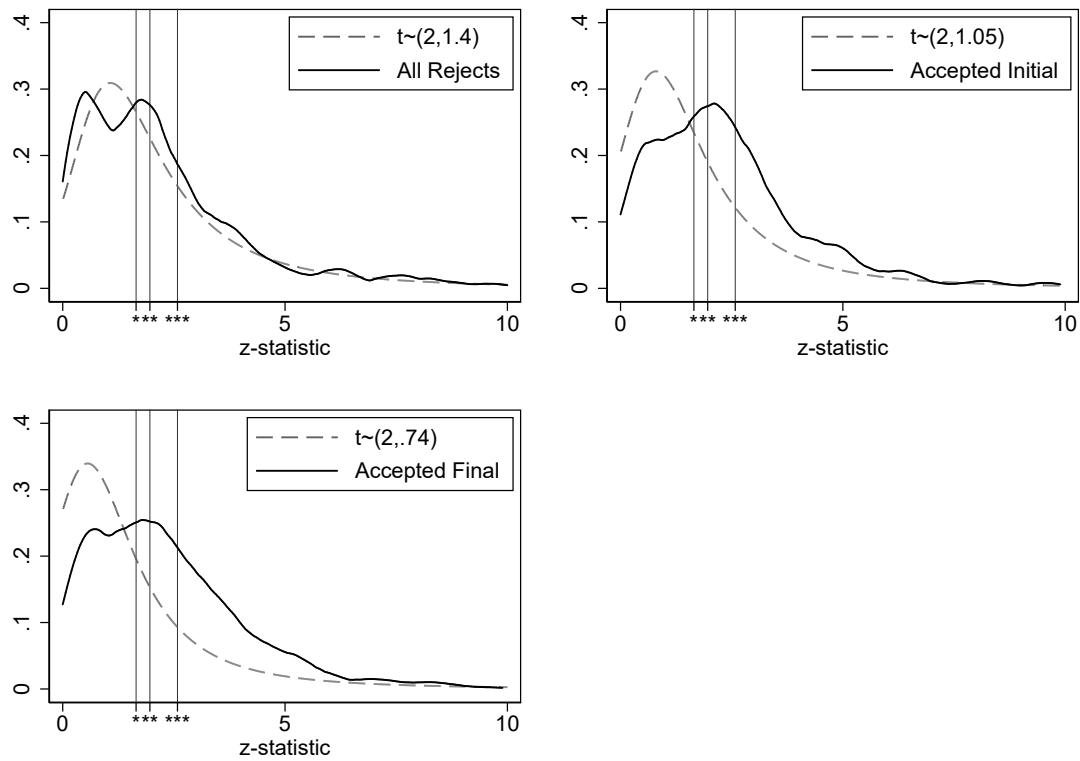 .4
.3
.2
.1
0
t~(2,1.4)
All Rejects
0 * ** *** 5 10
z-statistic
.4
.3
.2
.1
0
t~(2,1.05)
Accepted Initial
0 * ** *** 5 10
z-statistic
.4
.3
.2
.1
0
t~(2,.74)
Accepted Final
0 * ** *** 5 10
z-statistic